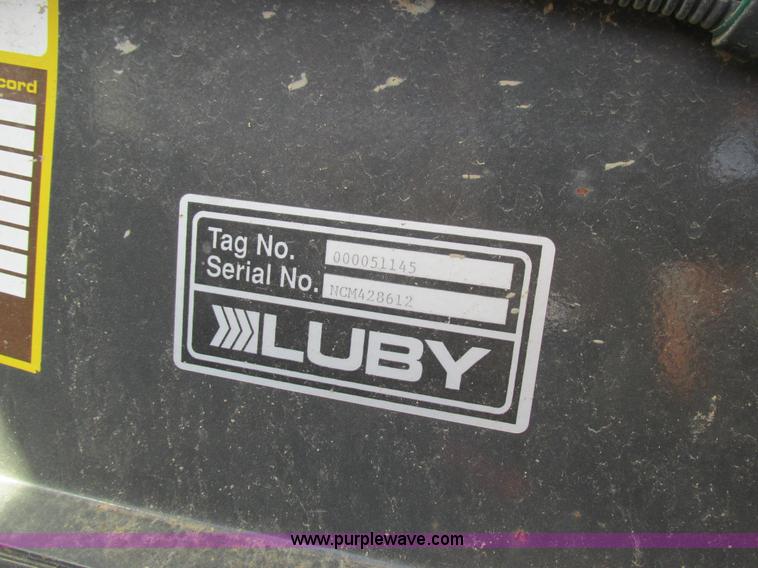 cord
Tag No. 000051145
Serial No. NCM428612
LUBY
www.purplewave.com